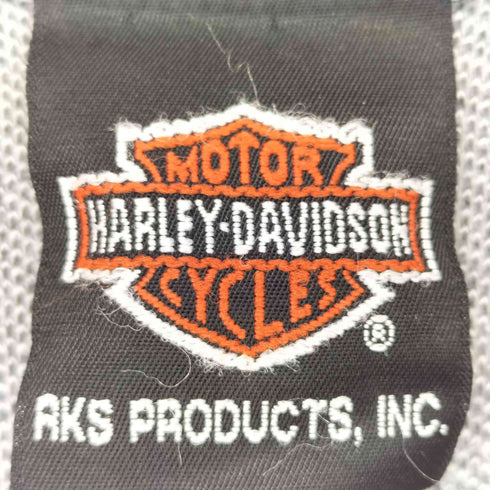 MOTOR
HARLEY-DAVIDSON
CYCLES
®
RKS PRODUCTS, INC.